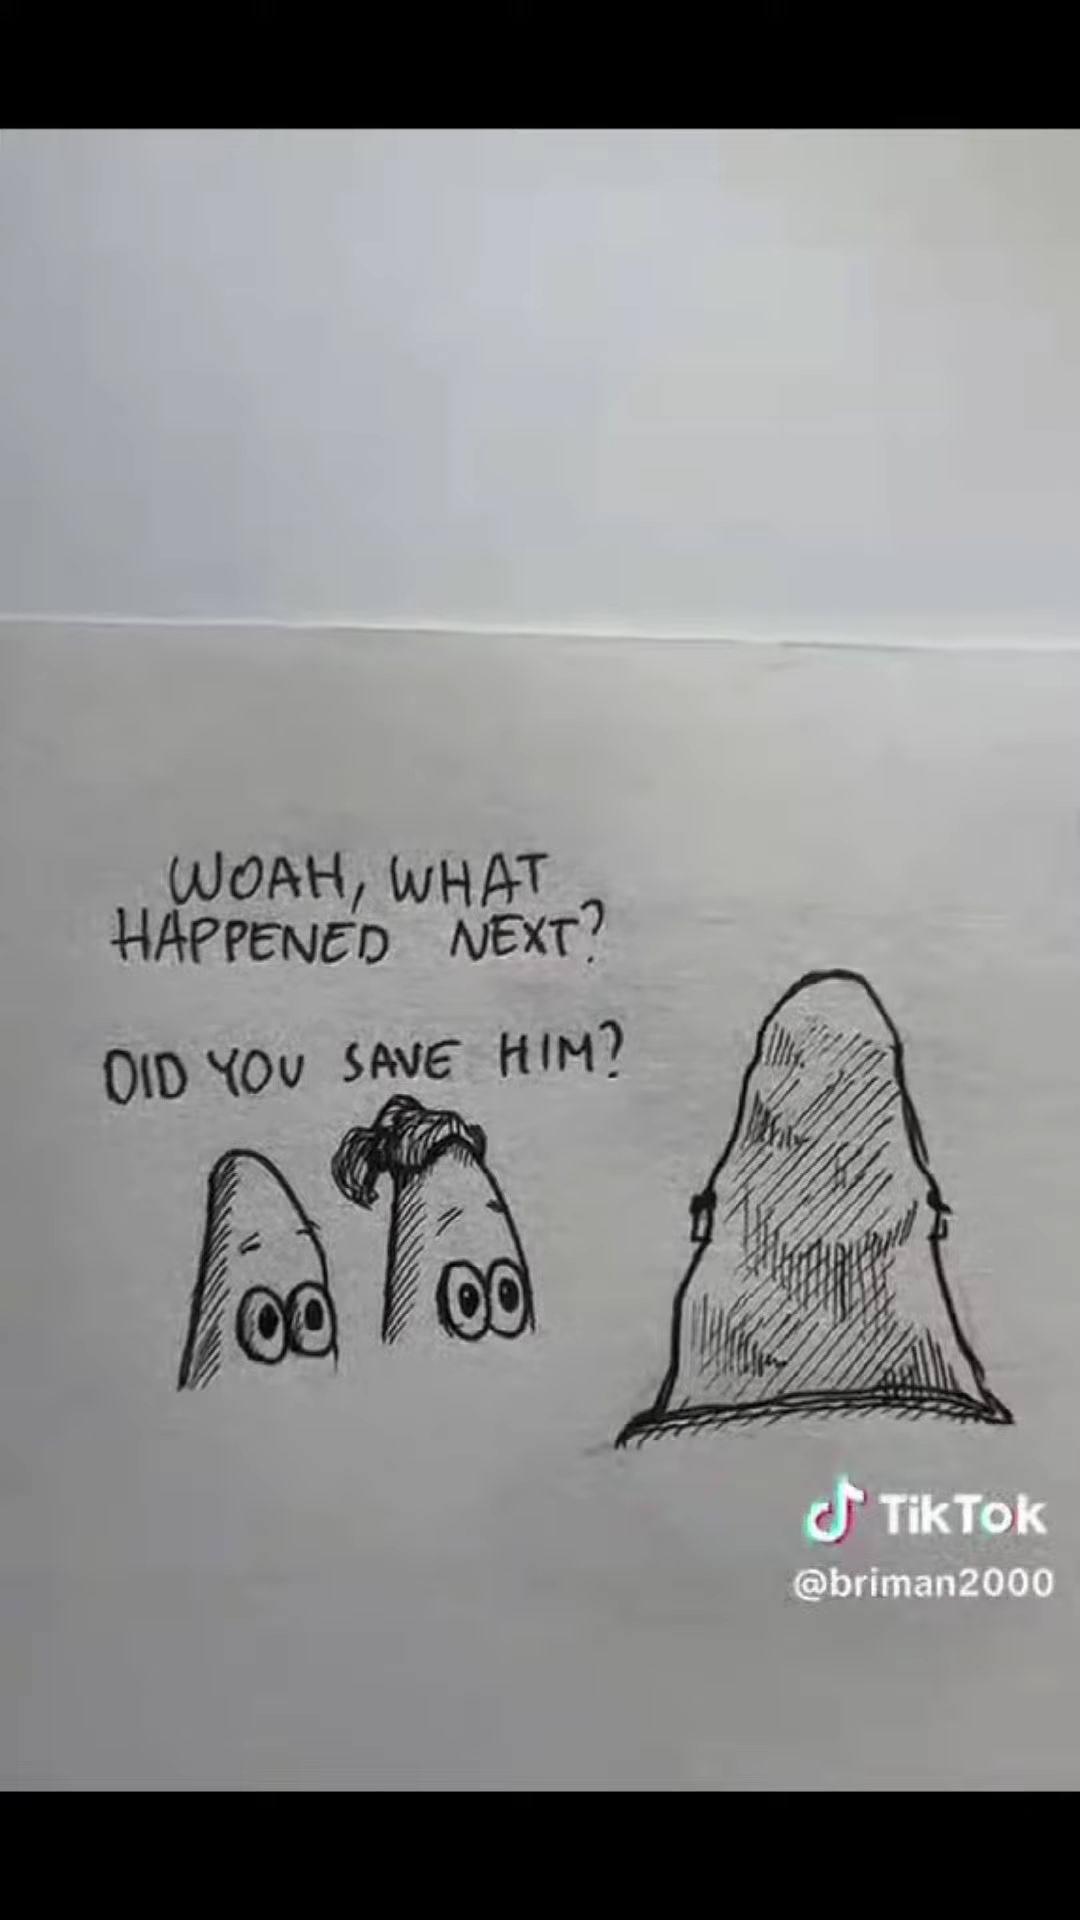 WOAH, WHAT
HAPPENED NEXT?
DID YOU SAVE HIM?
TikTok
@briman2000